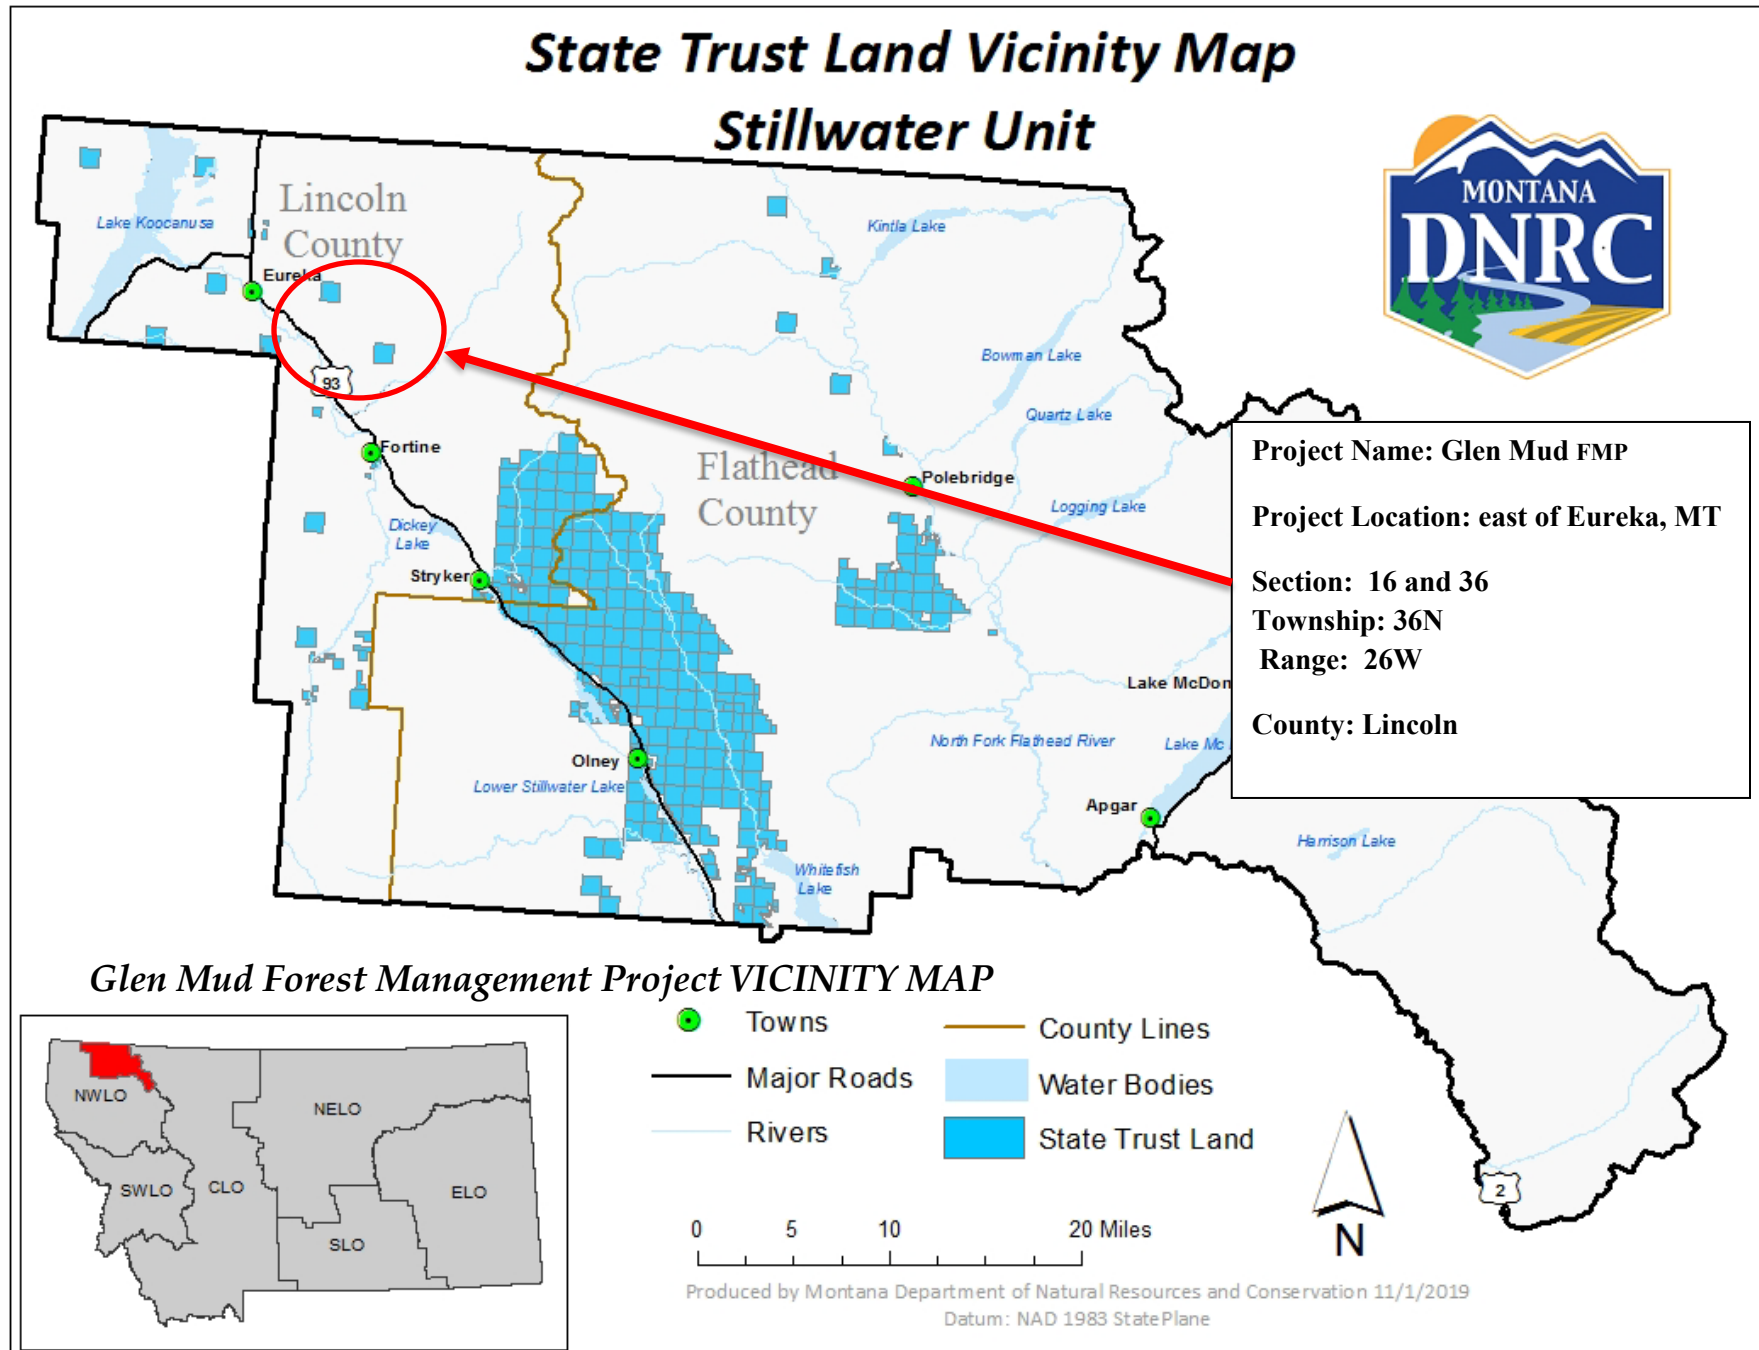 State Trust Land Vicinity Map
Stillwater Unit
MONTANA
DNRC
Lincoln
County
Lake Koocanusa
Eureka
Kintla Lake
Bowman Lake
Quartz Lake
93
Fortine
Flathead
County
Polebridge
Logging Lake
Dickey
Lake
Stryker
Project Name: Glen Mud FMP
Project Location: east of Eureka, MT
Section: 16 and 36
Township: 36N
Range: 26W
County: Lincoln
Lake McDon
North Fork Flathead River
Lake Mc
Olney
Lower Stillwater Lake
Apgar
Harrison Lake
Whitefish
Lake
2
Glen Mud Forest Management Project VICINITY MAP
Towns
Major Roads
Rivers
County Lines
Water Bodies
State Trust Land
NWLO
NELO
SWLO
CLO
ELO
SLO
0 5 10 20 Miles
N
Produced by Montana Department of Natural Resources and Conservation 11/1/2019
Datum: NAD 1983 StatePlane